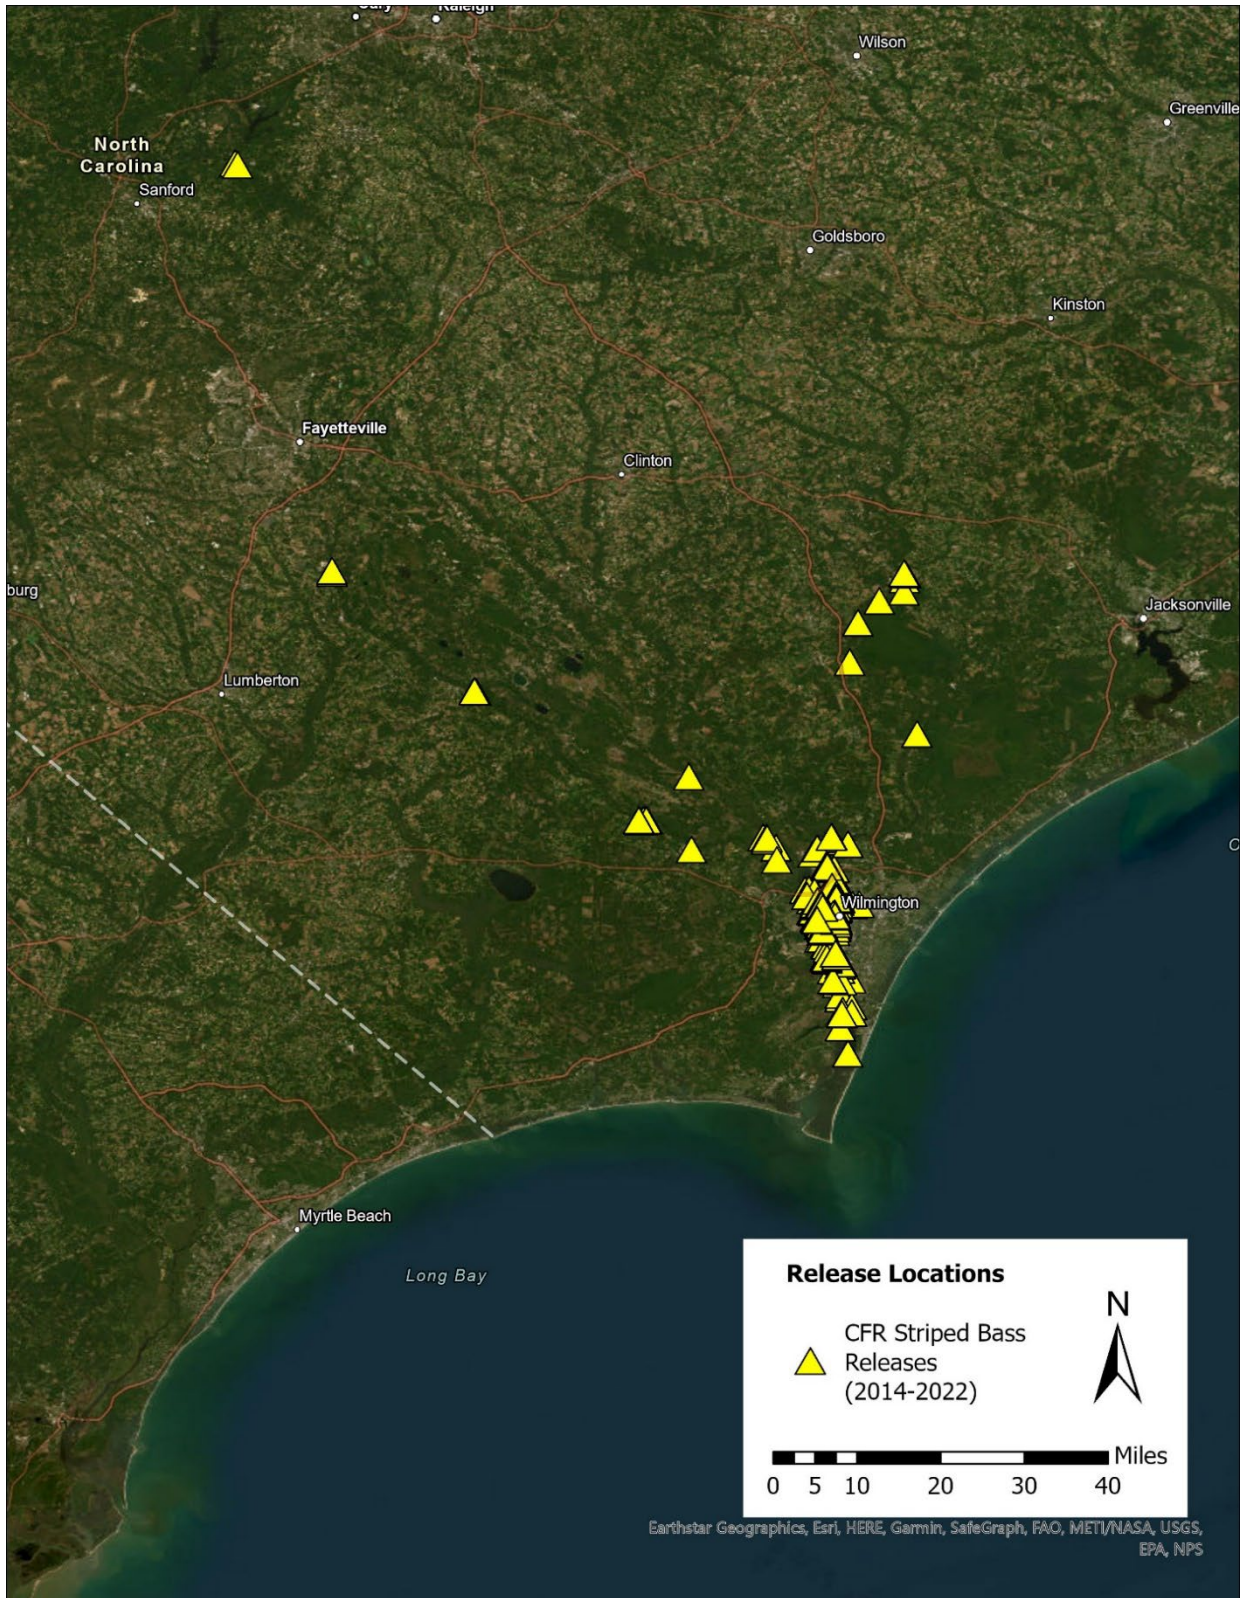 Cary
Raleigh
Wilson
Greenville
North
Carolina
Sanford
Goldsboro
Kinston
Fayetteville
Clinton
burg
Jacksonville
Lumberton
O
Wilmington
Myrtle Beach
Long Bay
Release Locations
N
CFR Striped Bass
Releases
(2014-2022)
Miles
0 5 10 20 30 40
Earthstar Geographics, Esri, HERE, Garmin, SafeGraph, FAO, METI/NASA, USGS,
EPA, NPS